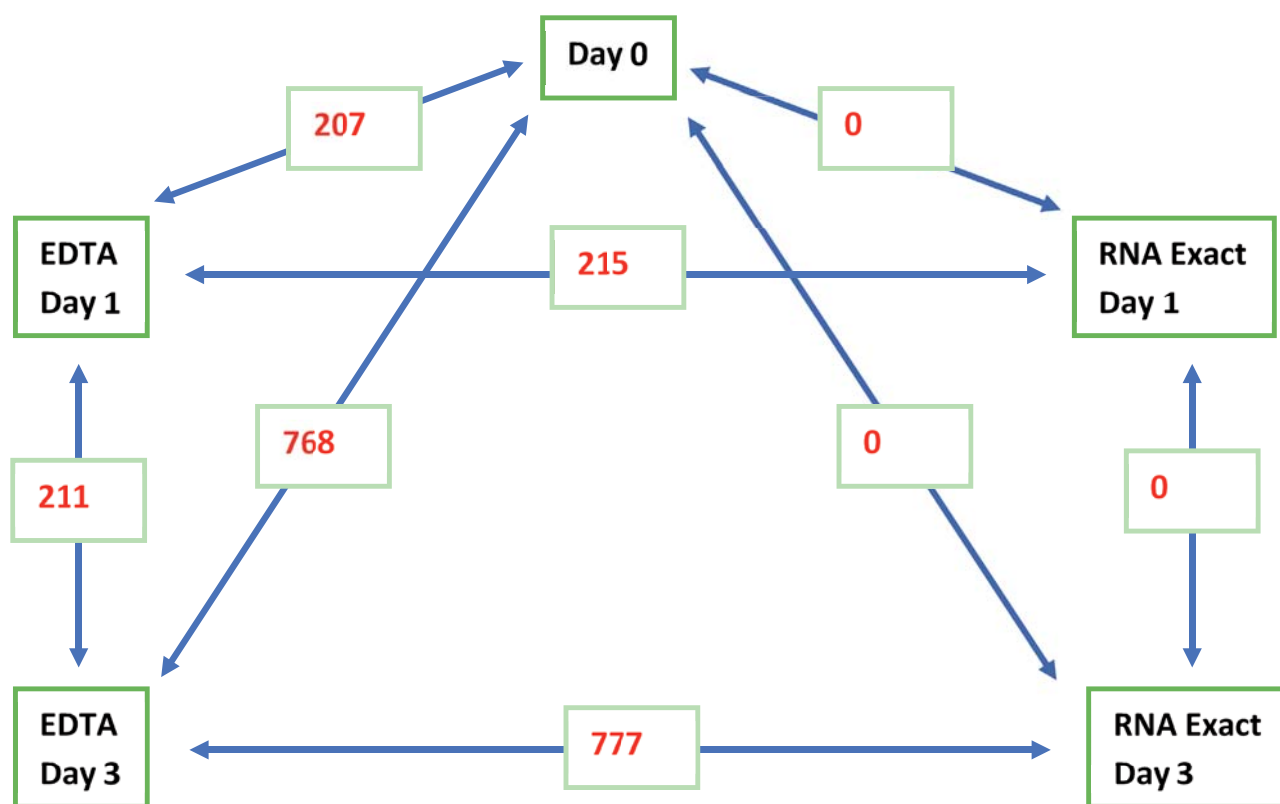 Day 0
207
0
EDTA
Day 1
215
RNA Exact
Day 1
768
0
211
0
EDTA
Day 3
777
RNA Exact
Day 3